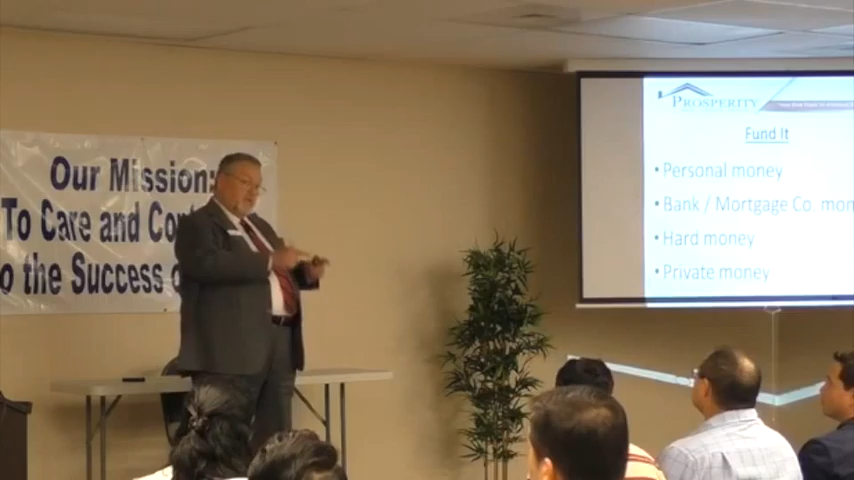 Our Mission:
To Care and Con
o the Success o
PROSPERITY
Fund It
• Personal money
• Bank / Mortgage Co. mon
• Hard money
• Private money